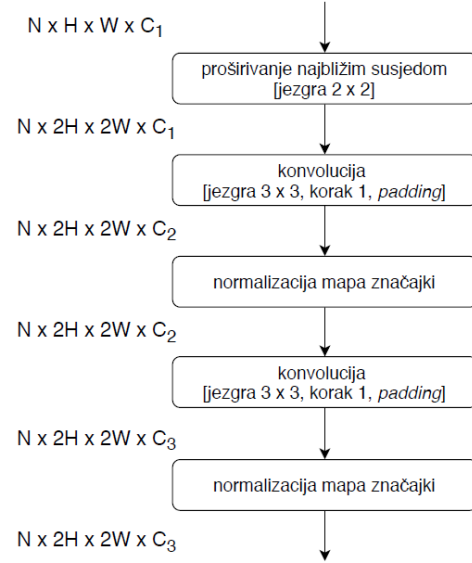 N x H x W x C₁
proširivanje najbližim susjedom
[jezgra 2 x 2]
N x 2H x 2W x C₁
konvolucija
[jezgra 3 x 3, korak 1, padding]
N x 2H x 2W x C₂
normalizacija mapa značajki
N x 2H x 2W x C₂
konvolucija
[jezgra 3 x 3, korak 1, padding]
N x 2H x 2W x C₃
normalizacija mapa značajki
N x 2H x 2W x C₃